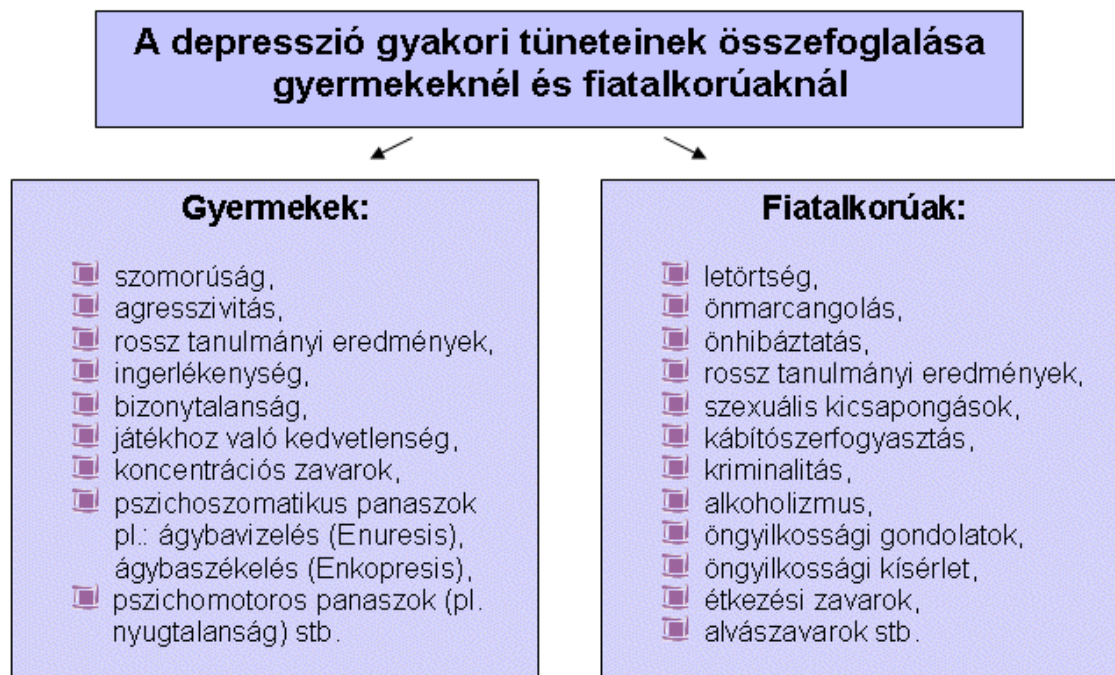 A depresszió gyakori tüneteinek összefoglalása
gyermekeknél és fiatalkorúaknál
Gyermekek:
szomorúság,
agresszivitás,
rossz tanulmányi eredmények,
ingerlékenység,
bizonytalanság,
játékhoz való kedvetlenség,
koncentrációs zavarok,
pszichoszomatikus panaszok
pl.: ágybavizelés (Enuresis),
ágybaszékelés (Enkopresis),
pszichomotoros panaszok (pl.
nyugtalanság) stb.
Fiatalkorúak:
letörtség,
önmarcangolás,
önhibáztatás,
rossz tanulmányi eredmények,
szexuális kicsapongások,
kábítószerfogyasztás,
kriminalitás,
alkoholizmus,
öngyilkossági gondolatok,
öngyilkossági kísérlet,
étkezési zavarok,
alvászavarok stb.